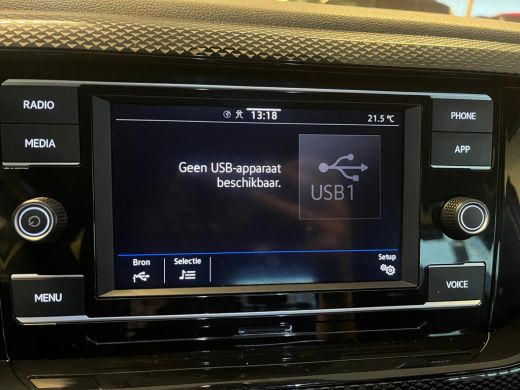 RADIO
MEDIA
MENU
13:18
21.5 °C
Geen USB-apparaat
beschikbaar.
USB1
Bron
Selectie
Setup
PHONE
APP
VOICE